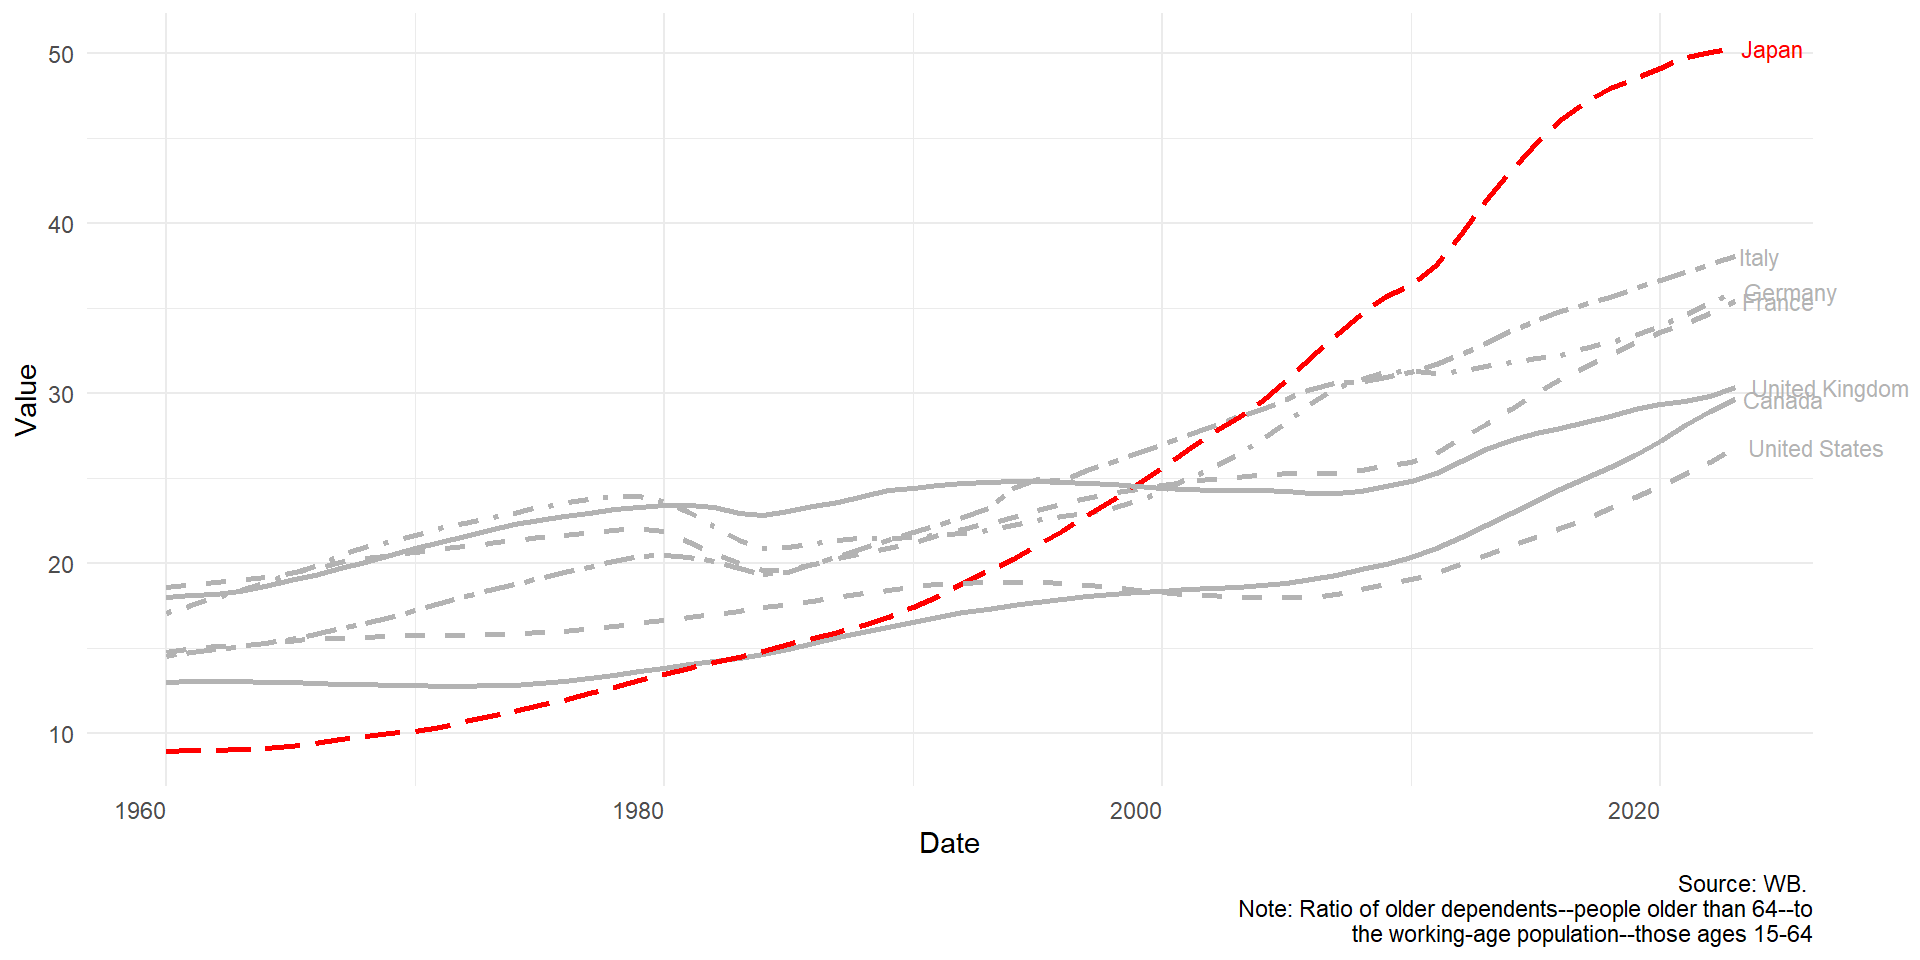 50
40
30
20
10
Value
Japan
Italy
Germany
France
United Kingdom
Canada
United States
1960
1980
2000
2020
Date
Source: WB.
Note: Ratio of older dependents--people older than 64--to
the working-age population--those ages 15-64